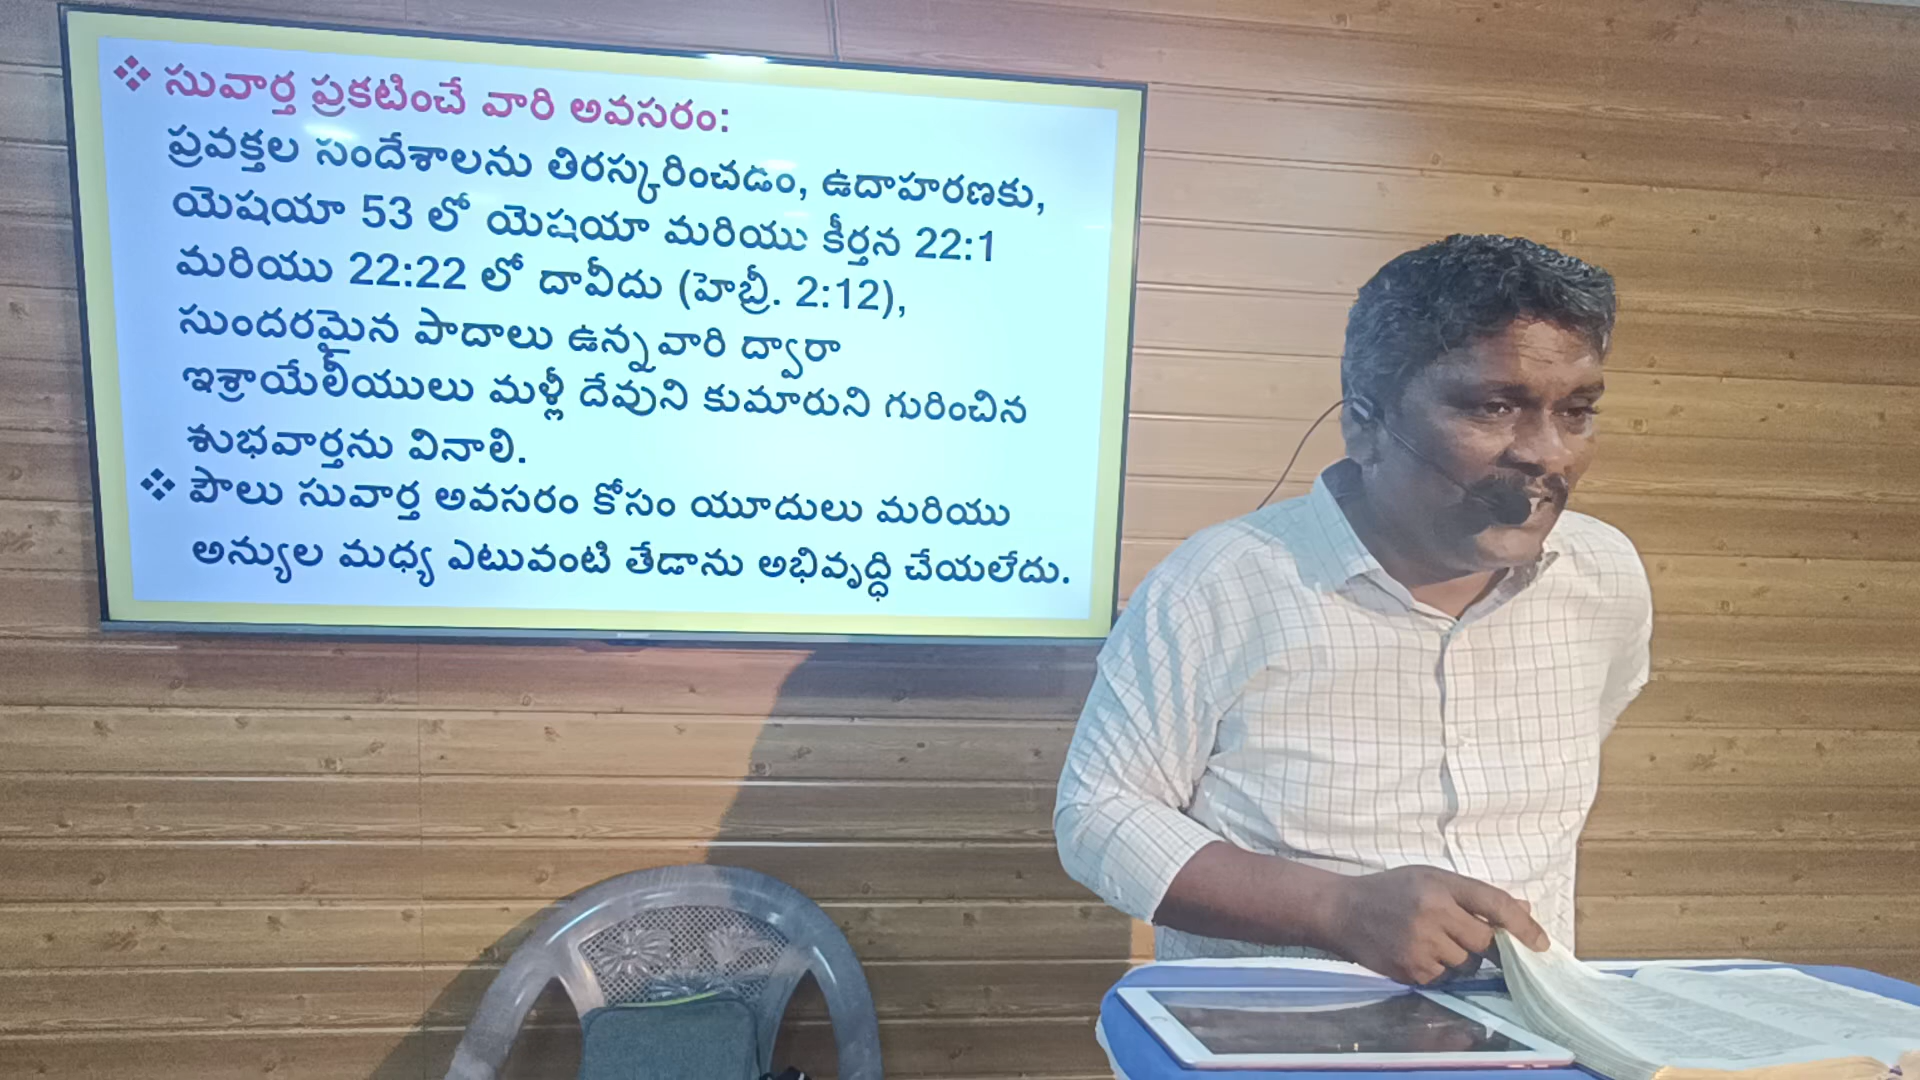 ❖ సువార్త ప్రకటించే వారి అవసరం:
ప్రవక్తల సందేశాలను తిరస్కరించడం, ఉదాహరణకు,
యెషయా 53 లో యెషయా మరియు కీర్తన 22:1
మరియు 22:22 లో దావీదు (హెబ్రీ. 2:12),
సుందరమైన పాదాలు ఉన్నవారి ద్వారా
ఇశ్రాయేలీయులు మళ్లీ దేవుని కుమారుని గురించిన
శుభవార్తను వినాలి.
❖ పౌలు సువార్త అవసరం కోసం యూదులు మరియు
అన్యుల మధ్య ఎటువంటి తేడాను అభివృద్ధి చేయలేదు.